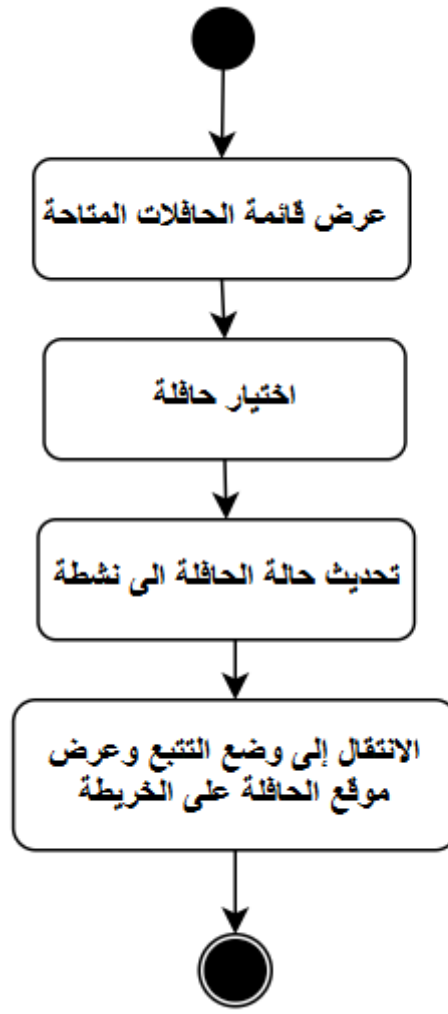 عرض قائمة الحافلات المتاحة
اختيار حافلة
تحديث حالة الحافلة الى نشطة
الانتقال إلى وضع التتبع وعرض
موقع الحافلة على الخريطة